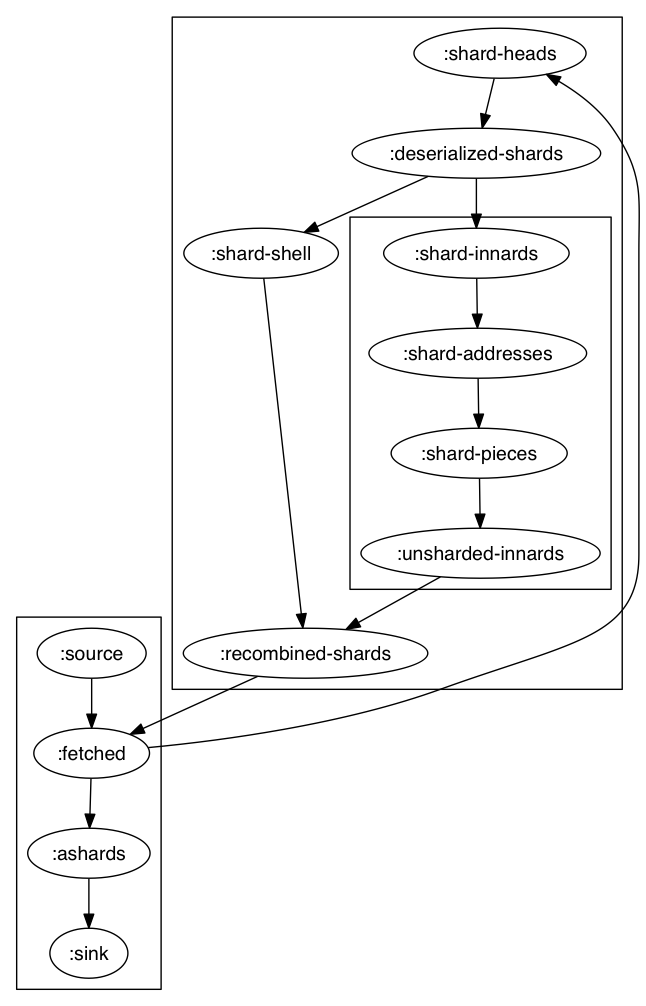 :shard-heads
:deserialized-shards
:shard-shell
:shard-innards
:shard-addresses
:shard-pieces
:unsharded-innards
:source
:recombined-shards
:fetched
:ashards
:sink